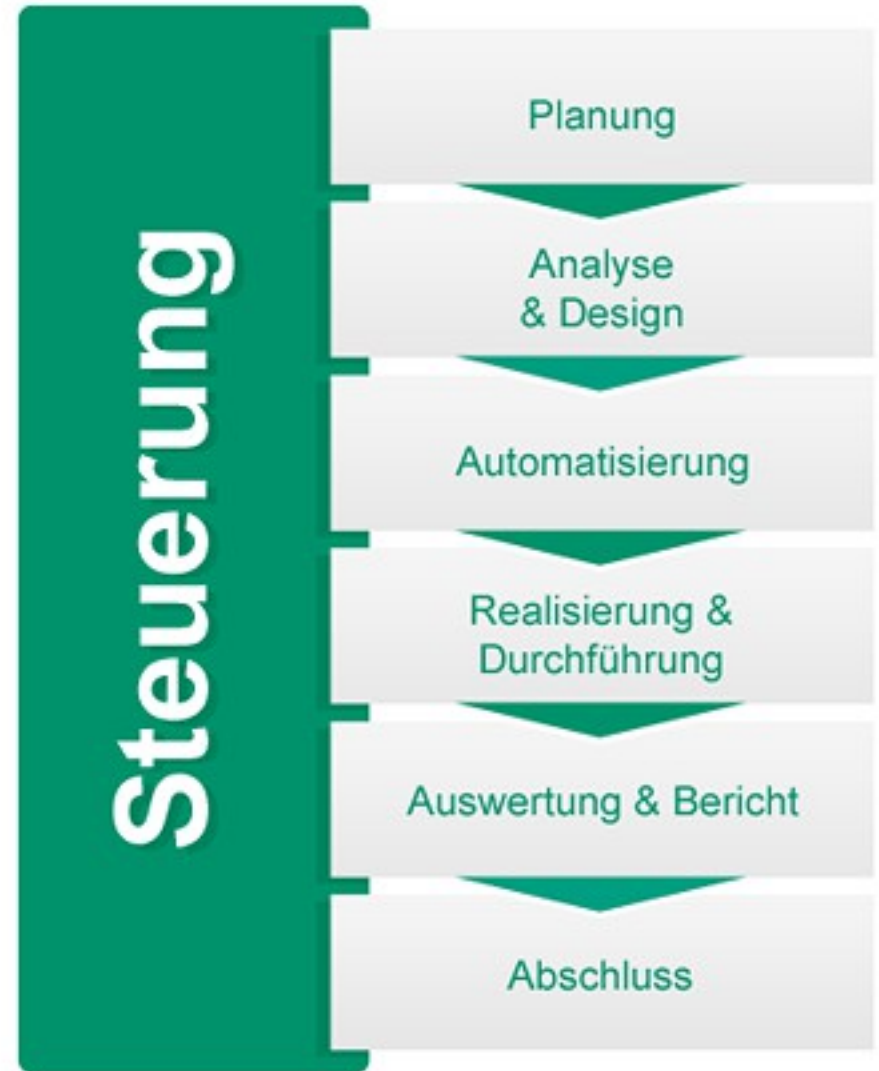 Steuerung
Planung
Analyse
& Design
Automatisierung
Realisierung &
Durchführung
Auswertung & Bericht
Abschluss